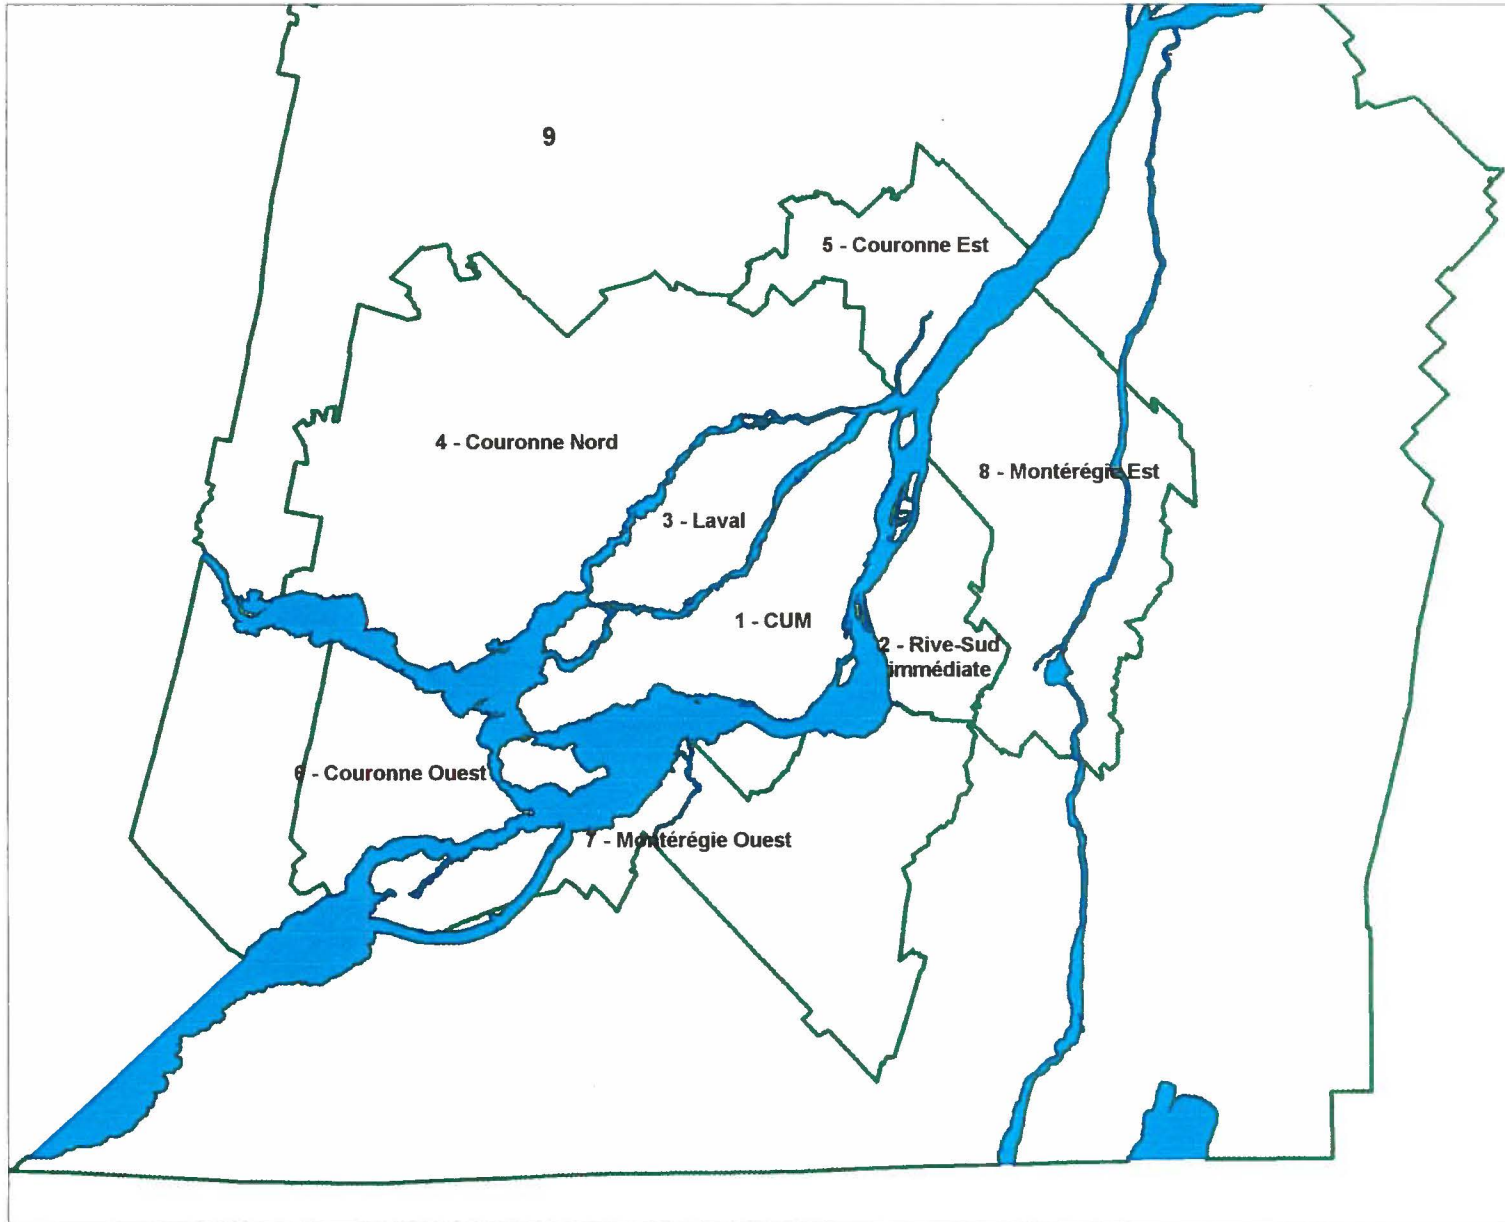 9
5 - Couronne Est
4 - Couronne Nord
8 - Montérégie Est
3 - Laval
1 - CUM
2 - Rive-Sud
immédiate
6 - Couronne Ouest
7 - Montérégie Ouest